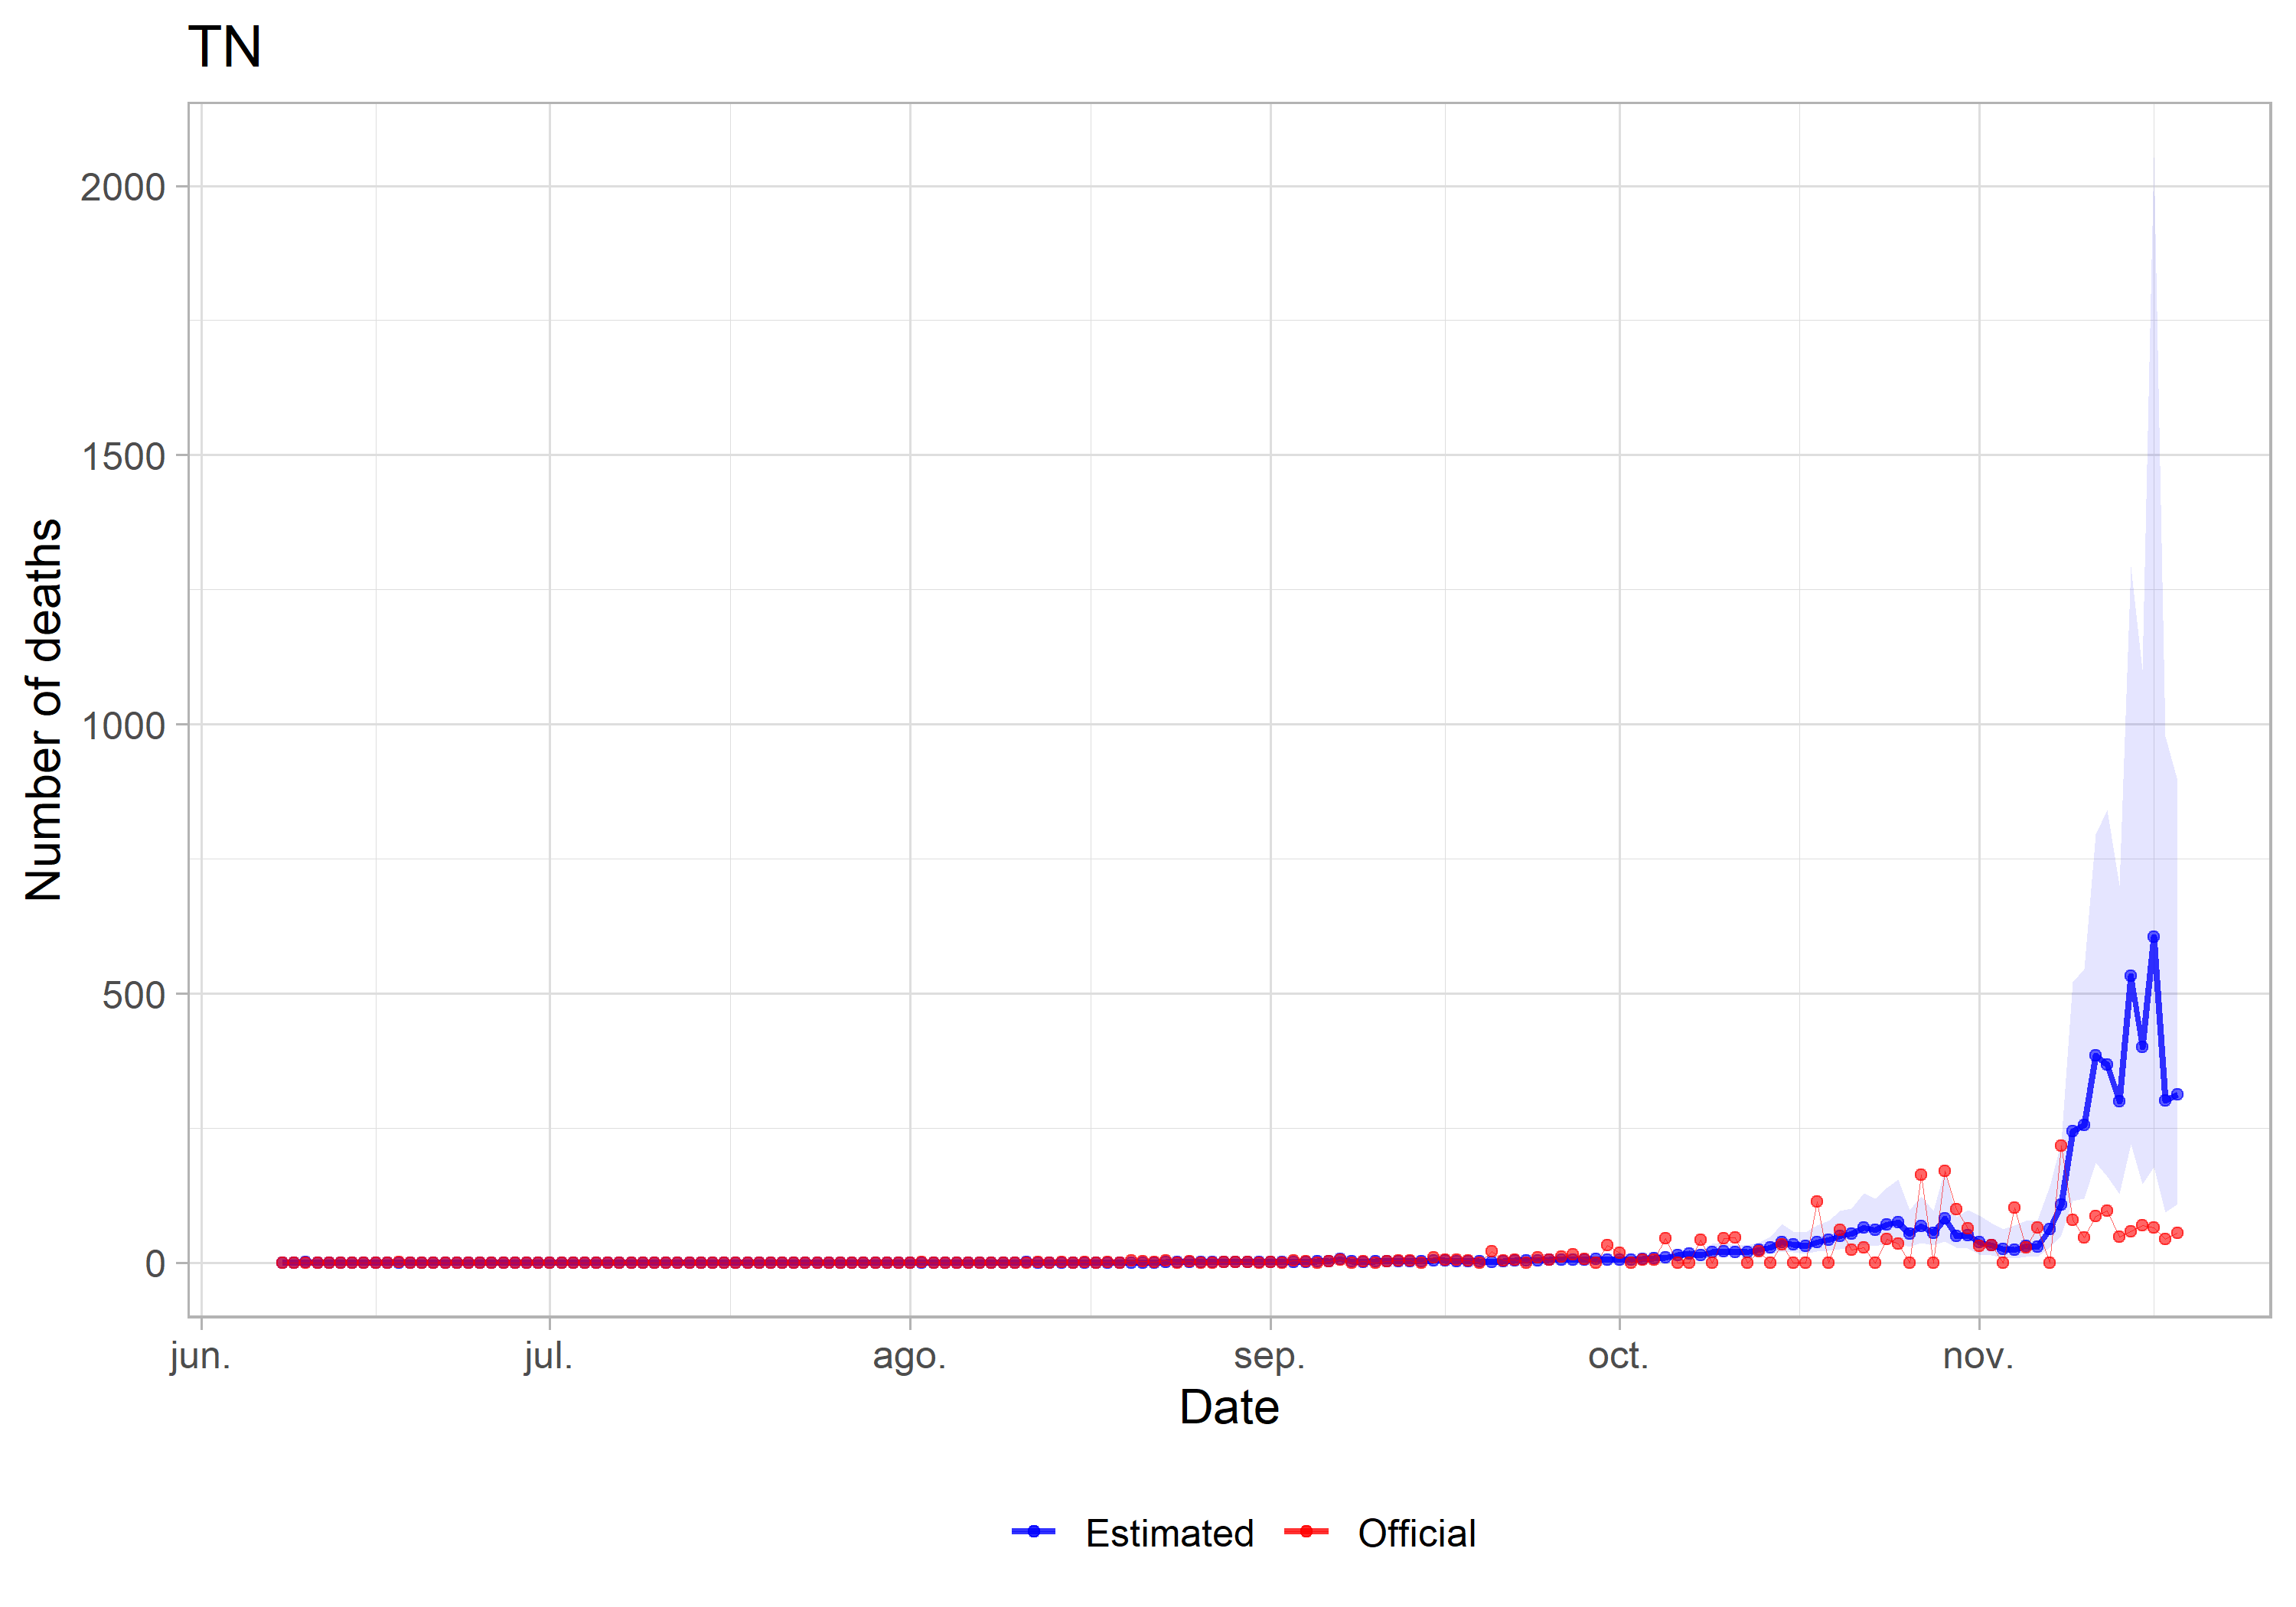 TN
Number of deaths
2000
1500
1000
500
0
jun. jul. ago. sep. oct. nov.
Date
Estimated Official